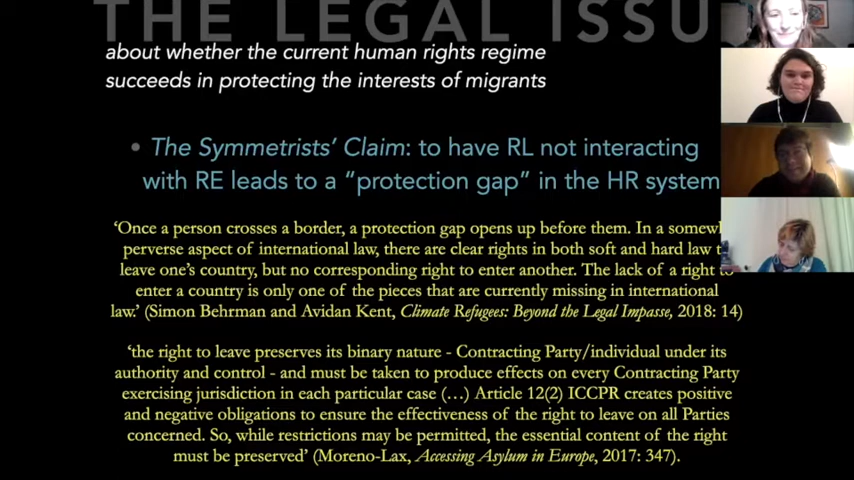 THE LEGAL ISSU
about whether the current human rights regime
succeeds in protecting the interests of migrants
• The Symmetrists’ Claim: to have RL not interacting
with RE leads to a “protection gap” in the HR system
‘Once a person crosses a border, a protection gap opens up before them. In a somewh
perverse aspect of international law, there are clear rights in both soft and hard law t
leave one’s country, but no corresponding right to enter another. The lack of a right to
enter a country is only one of the pieces that are currently missing in international
law.’ (Simon Behrman and Avidan Kent, Climate Refugees: Beyond the Legal Impasse, 2018: 14)
‘the right to leave preserves its binary nature - Contracting Party/individual under its
authority and control - and must be taken to produce effects on every Contracting Party
exercising jurisdiction in each particular case (…) Article 12(2) ICCPR creates positive
and negative obligations to ensure the effectiveness of the right to leave on all Parties
concerned. So, while restrictions may be permitted, the essential content of the right
must be preserved’ (Moreno-Lax, Accessing Asylum in Europe, 2017: 347).